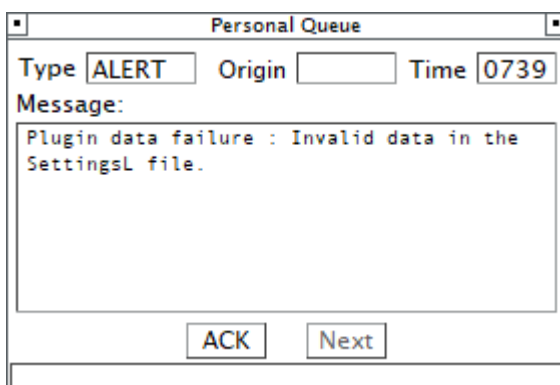 Personal Queue
Type ALERT Origin Time 0739
Message:
Plugin data failure : Invalid data in the
SettingsL file.
ACK Next